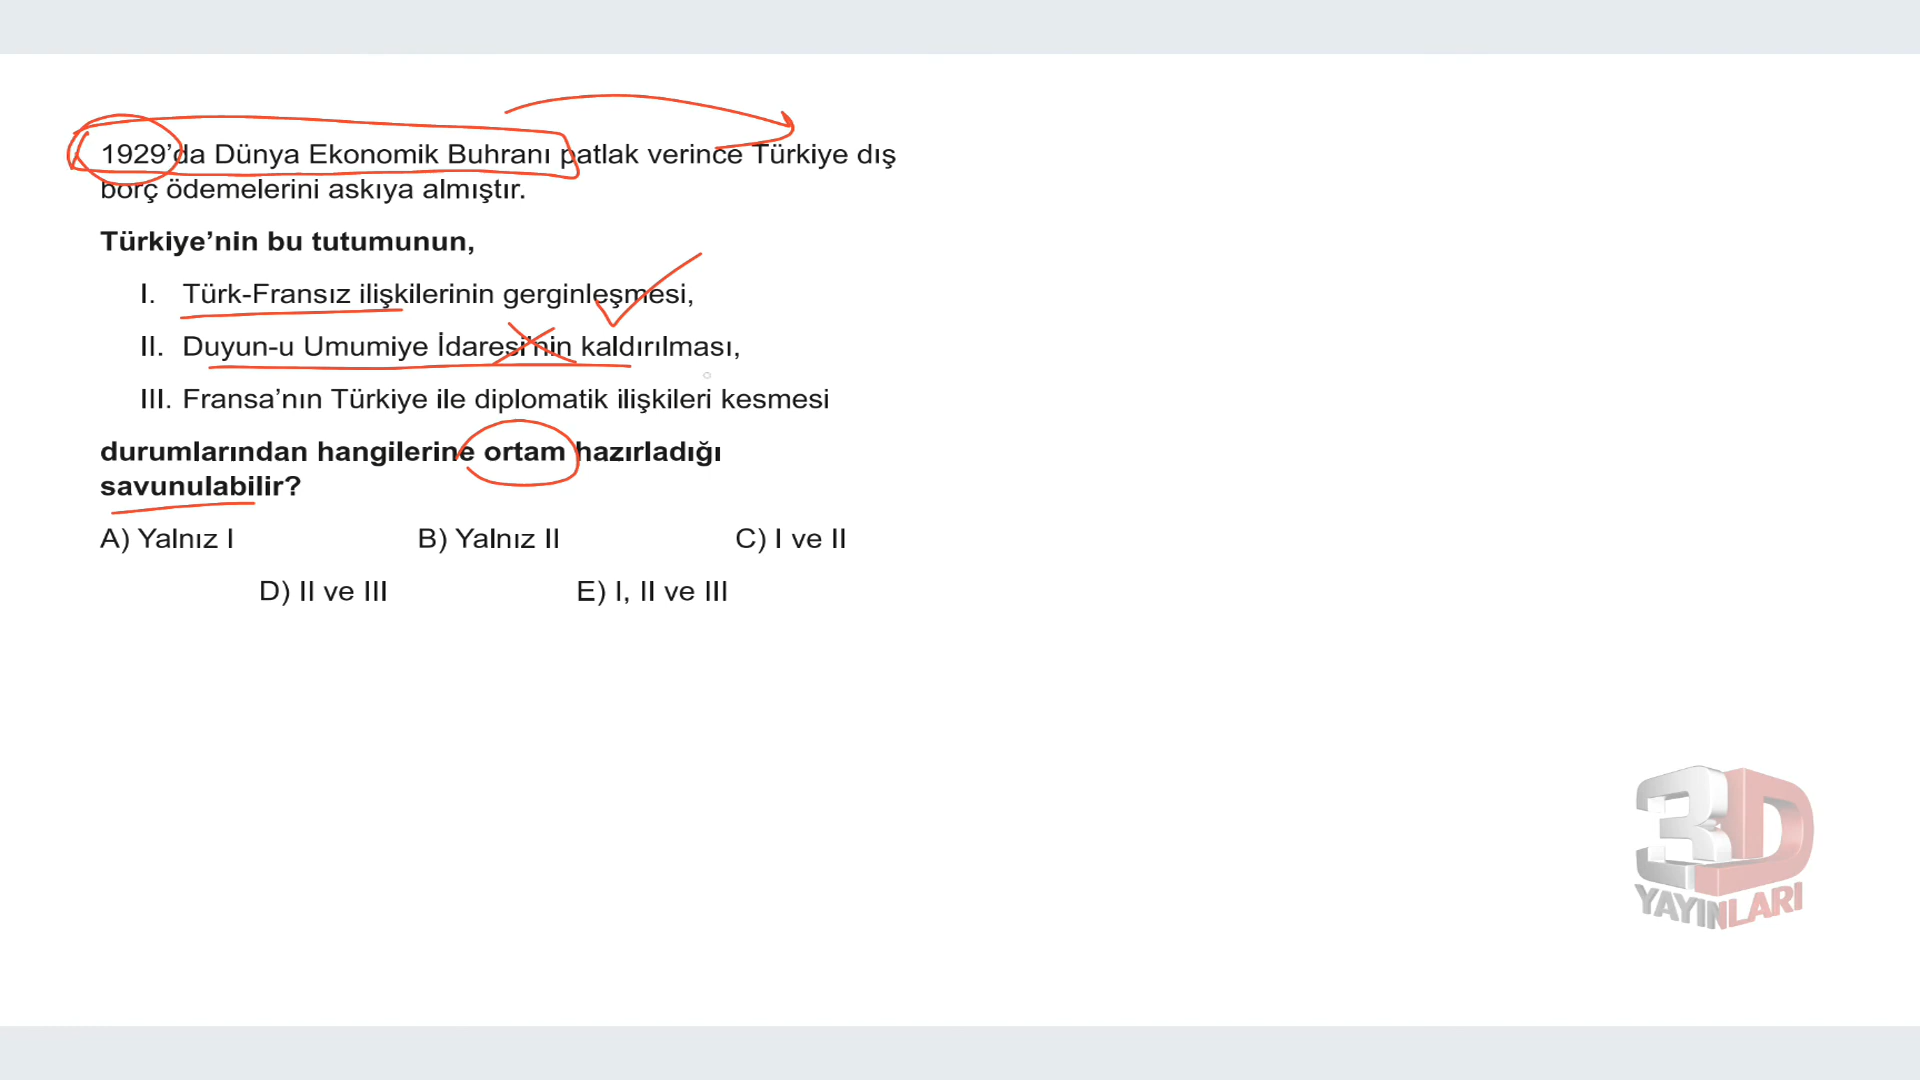 1929’da Dünya Ekonomik Buhranı patlak verince Türkiye dış
borç ödemelerini askıya almıştır.
Türkiye’nin bu tutumunun,
I. Türk-Fransız ilişkilerinin gerginleşmesi,
II. Duyun-u Umumiye İdaresi’nin kaldırılması,
III. Fransa’nın Türkiye ile diplomatik ilişkileri kesmesi
durumlarından hangilerine ortam hazırladığı
savunulabilir?
A) Yalnız I B) Yalnız II C) I ve II
D) II ve III E) I, II ve III
3D
YAYINLARI